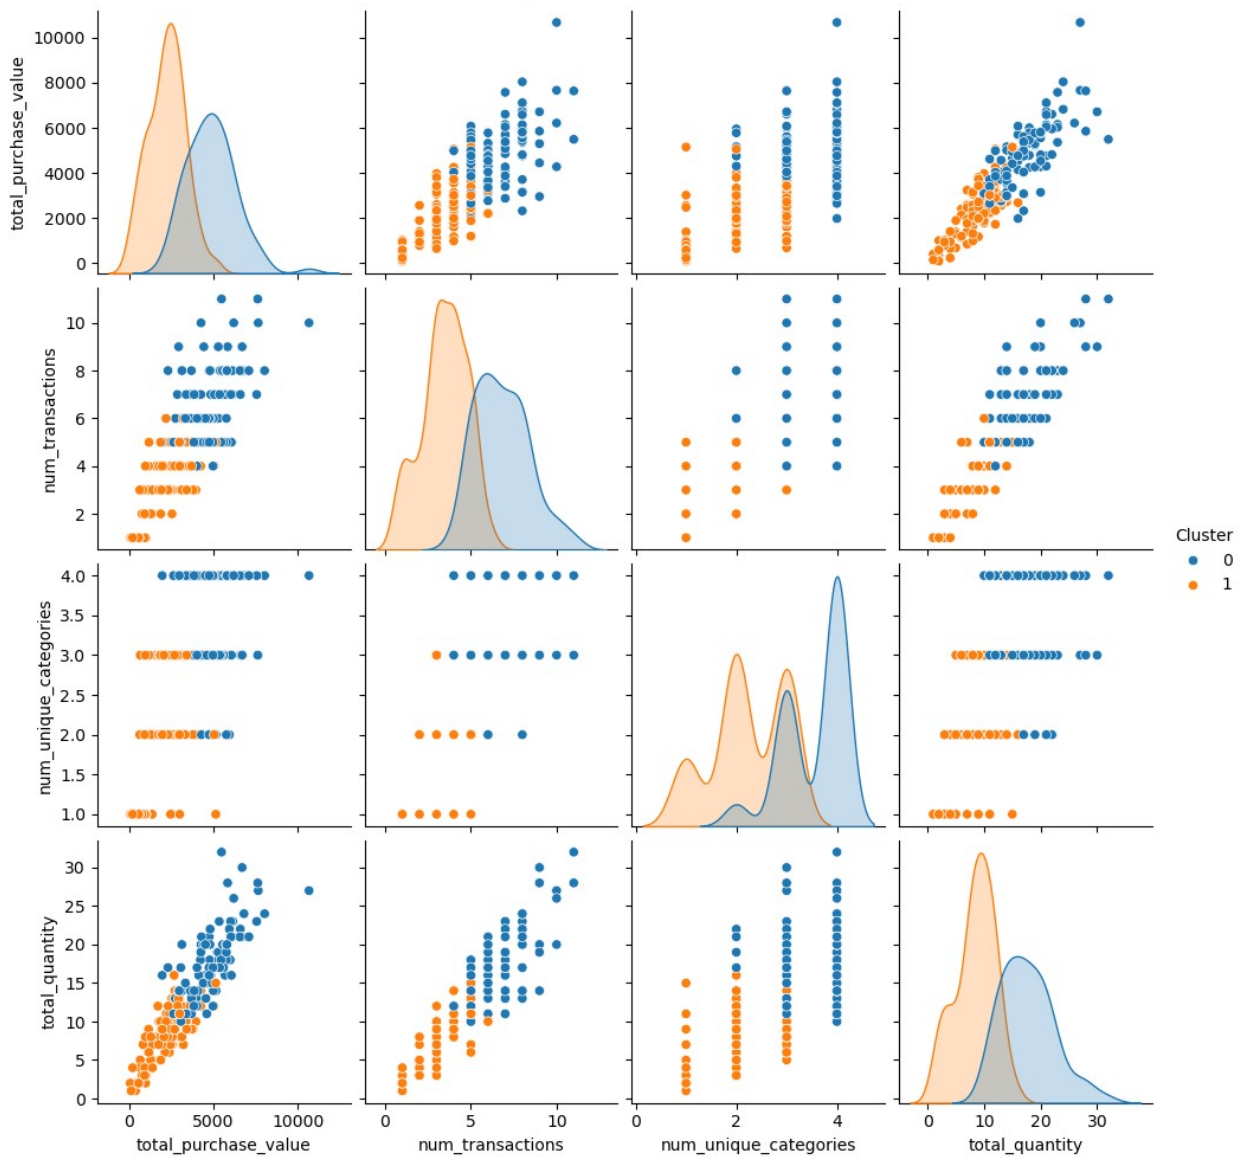 total_purchase_value
10000
8000
6000
4000
2000
0
num_transactions
10
8
6
4
2
Cluster
0
1
num_unique_categories
4.0
3.5
3.0
2.5
2.0
1.5
1.0
total_quantity
30
25
20
15
10
5
0
0 5000 10000
0 5 10
0 2 4
0 10 20 30
total_purchase_value
num_transactions
num_unique_categories
total_quantity